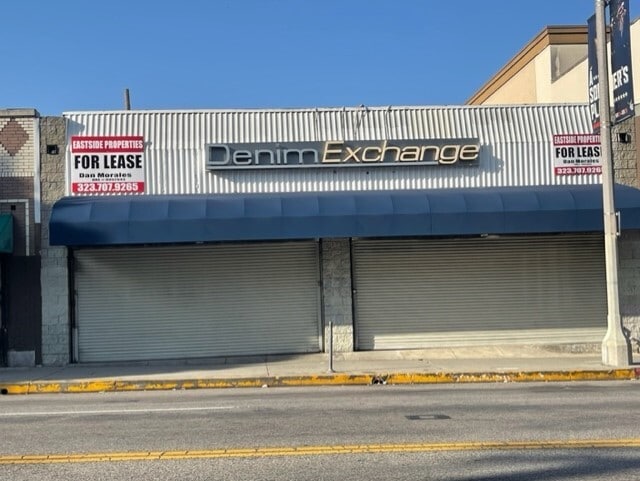 EASTSIDE PROPERTIES
FOR LEASE
Dan Morales
323.707.9265
Denim Exchange
EASTSIDE PROPERTIES
FOR LEASE
Dan Morales
323.707.9265